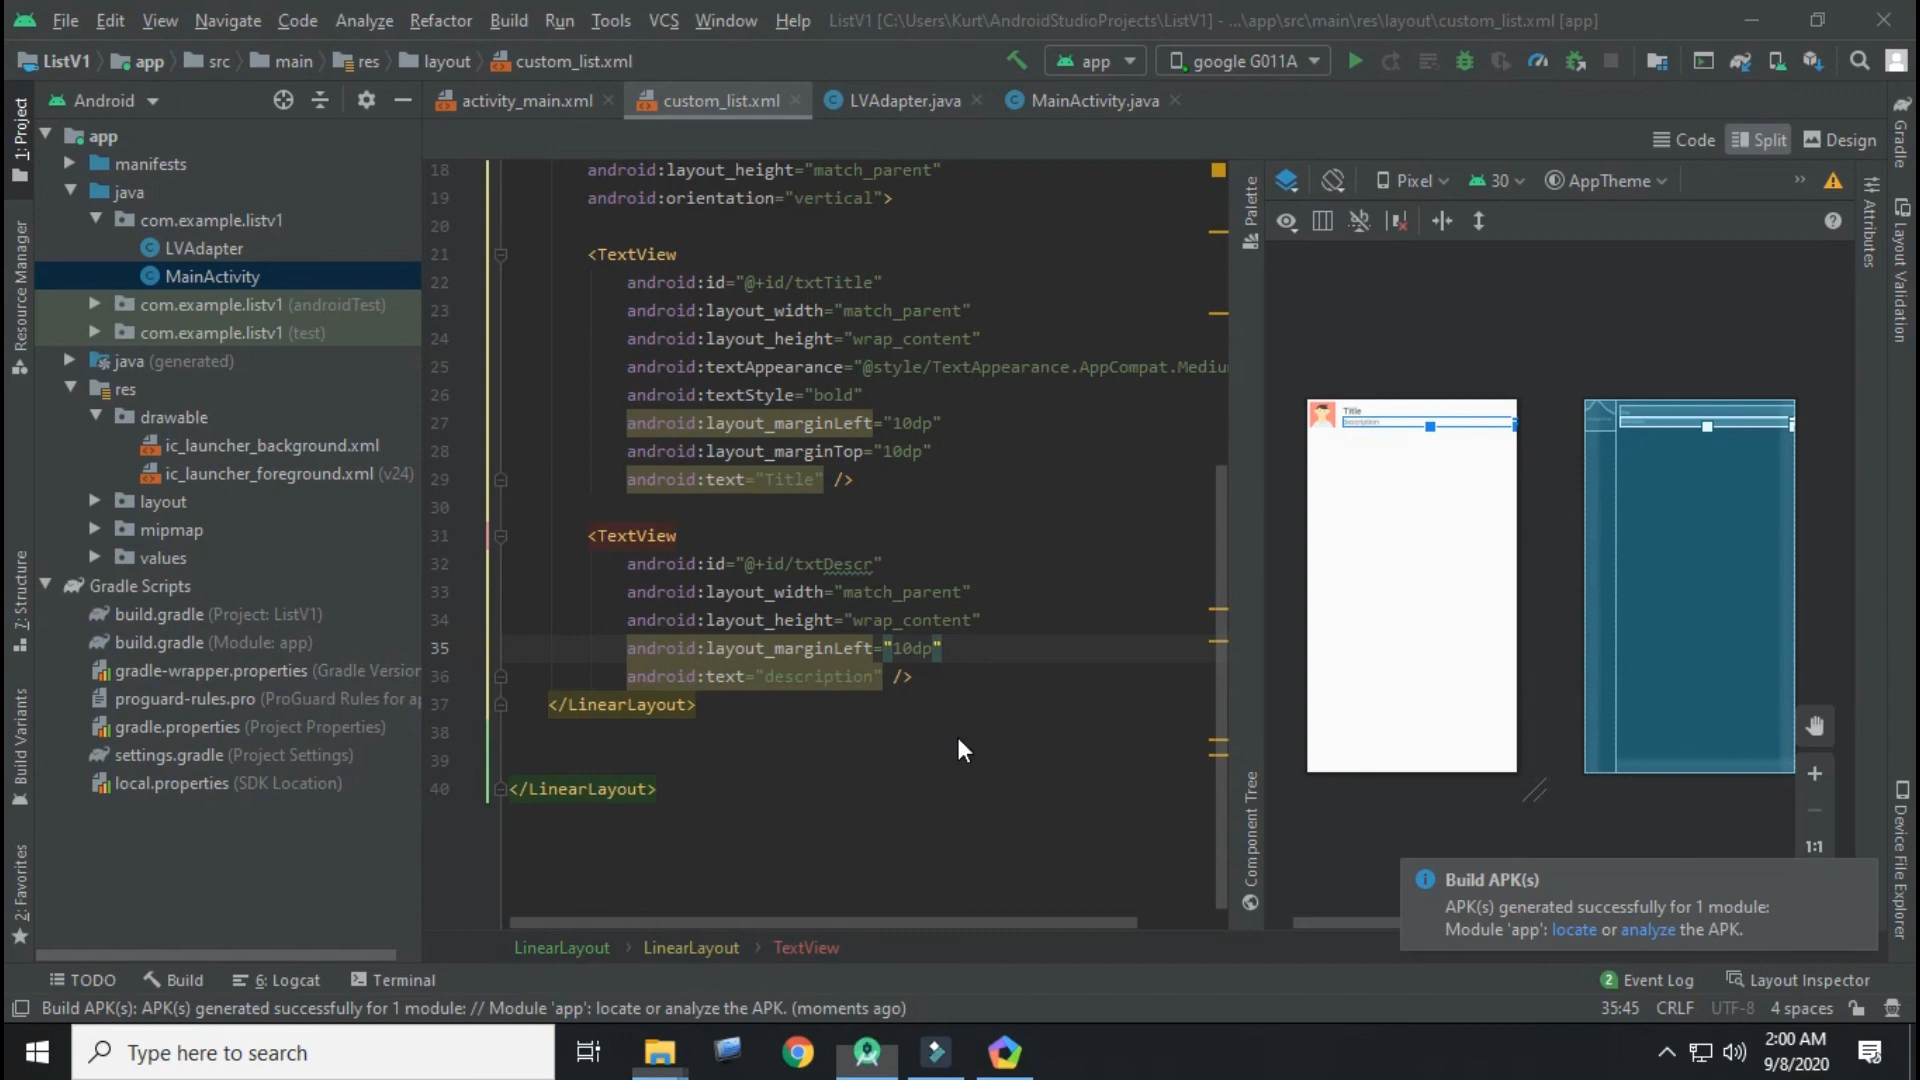 File Edit View Navigate Code Analyze Refactor Build Run Tools VCS Window Help ListV1 [C:\Users\Kurt\AndroidStudioProjects\ListV1] - ...\app\src\main\res\layout\custom_list.xml [app]
ListV1 app src main res layout custom_list.xml app google G011A
Android activity_main.xml custom_list.xml LVAdapter.java MainActivity.java
Code Split Design
1: Project
Resource Manager
7: Structure
Build Variants
2: Favorites
app
manifests
java
com.example.listv1
LVAdapter
MainActivity
com.example.listv1 (androidTest)
com.example.listv1 (test)
java (generated)
res
drawable
ic_launcher_background.xml
ic_launcher_foreground.xml (v24)
layout
mipmap
values
Gradle Scripts
build.gradle (Project: ListV1)
build.gradle (Module: app)
gradle-wrapper.properties (Gradle Version
proguard-rules.pro (ProGuard Rules for ap
gradle.properties (Project Properties)
settings.gradle (Project Settings)
local.properties (SDK Location)
18 android:layout_height="match_parent"
19 android:orientation="vertical">
20
21 <TextView
22 android:id="@+id/txtTitle"
23 android:layout_width="match_parent"
24 android:layout_height="wrap_content"
25 android:textAppearance="@style/TextAppearance.AppCompat.Mediu
26 android:textStyle="bold"
27 android:layout_marginLeft="10dp"
28 android:layout_marginTop="10dp"
29 android:text="Title" />
30
31 <TextView
32 android:id="@+id/txtDescr"
33 android:layout_width="match_parent"
34 android:layout_height="wrap_content"
35 android:layout_marginLeft="10dp"
36 android:text="description" />
37 </LinearLayout>
38
39
40 </LinearLayout>
LinearLayout LinearLayout TextView
Palette
Component Tree
Pixel 30 AppTheme
Title
description
1:1
Attributes
Gradle
Layout Validation
Device File Explorer
Build APK(s)
APK(s) generated successfully for 1 module:
Module 'app': locate or analyze the APK.
TODO Build 6: Logcat Terminal 2 Event Log Layout Inspector
Build APK(s): APK(s) generated successfully for 1 module: // Module 'app': locate or analyze the APK. (moments ago) 35:45 CRLF UTF-8 4 spaces
Type here to search
2:00 AM
9/8/2020